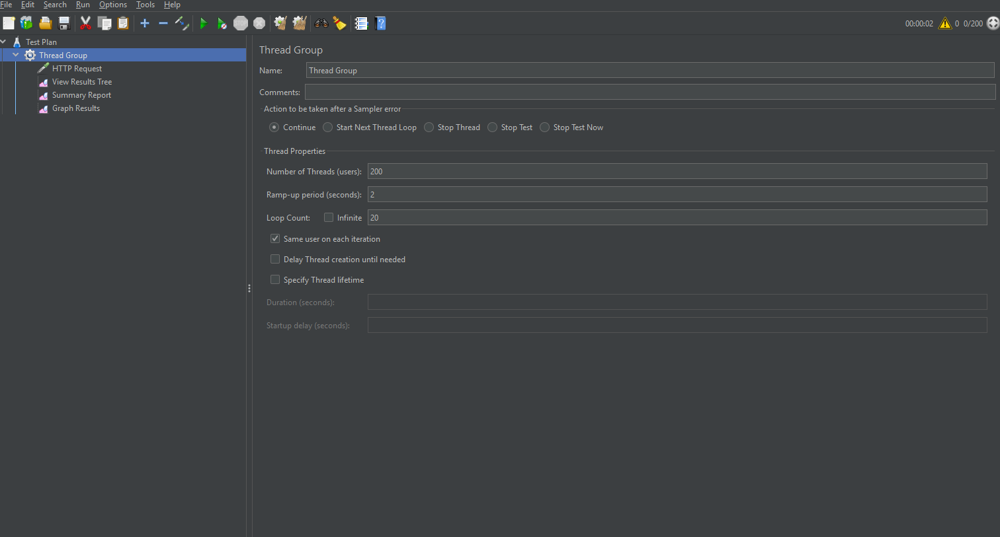 File Edit Search Run Options Tools Help
00:00:02 0 0/200
Test Plan
Thread Group
HTTP Request
View Results Tree
Summary Report
Graph Results
Thread Group
Name: Thread Group
Comments:
Action to be taken after a Sampler error
Continue Start Next Thread Loop Stop Thread Stop Test Stop Test Now
Thread Properties
Number of Threads (users): 200
Ramp-up period (seconds): 2
Loop Count: Infinite 20
Same user on each iteration
Delay Thread creation until needed
Specify Thread lifetime
Duration (seconds):
Startup delay (seconds):